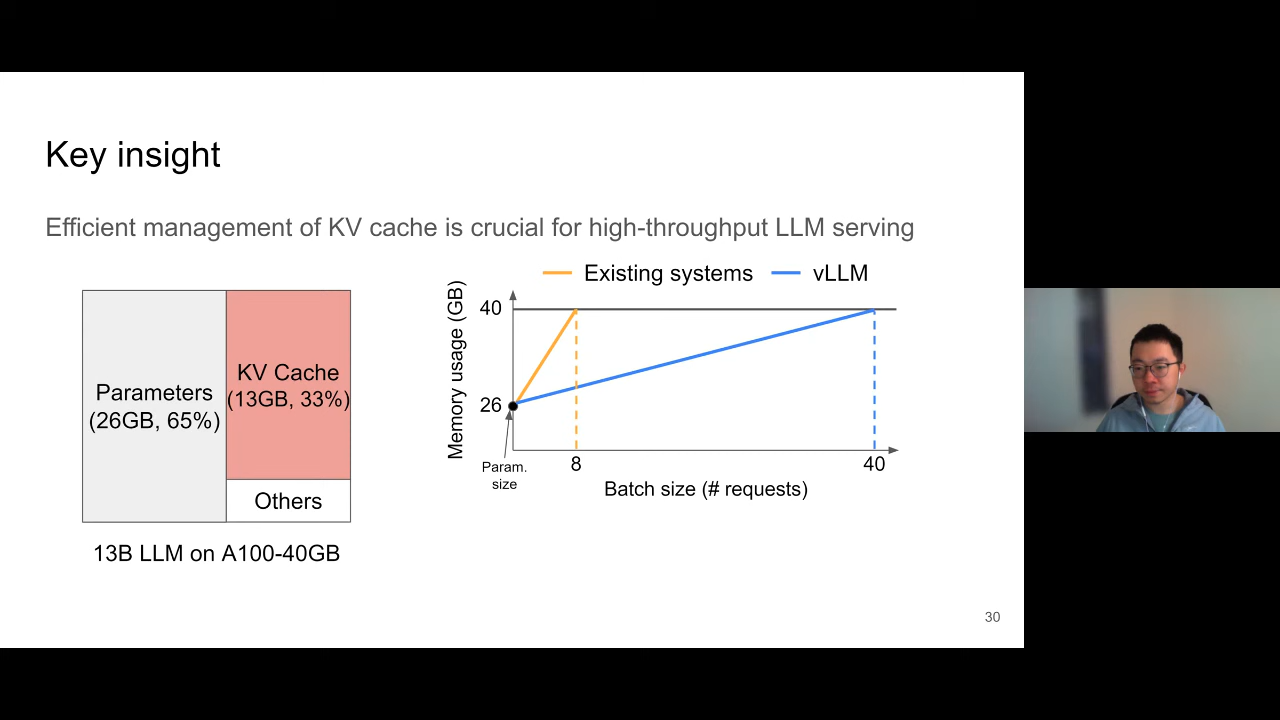 Key insight
Efficient management of KV cache is crucial for high-throughput LLM serving
Parameters
(26GB, 65%)
KV Cache
(13GB, 33%)
Others
13B LLM on A100-40GB
Existing systems
vLLM
Memory usage (GB)
40
26
Param.
size
8
40
Batch size (# requests)
30